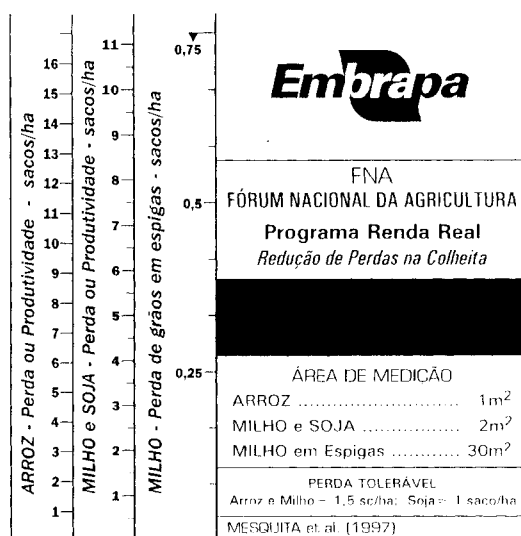 16
15
14
13
12
11
10
9
8
7
6
5
4
3
2
1
ARROZ - Perda ou Produtividade - sacos/ha
11
10
9
8
7
6
5
4
3
2
1
MILHO e SOJA - Perda ou Produtividade - sacos/ha
0,75
0,5
0,25
MILHO - Perda de grãos em espigas - sacos/ha
Embrapa
FNA
FÓRUM NACIONAL DA AGRICULTURA
Programa Renda Real
Redução de Perdas na Colheita
ÁREA DE MEDIÇÃO
ARROZ ........................... 1m²
MILHO e SOJA ................ 2m²
MILHO em Espigas ............ 30m²
PERDA TOLERÁVEL
Arroz e Milho = 1,5 sc/ha; Soja = 1 saco/ha
MESQUITA et. al. (1997)